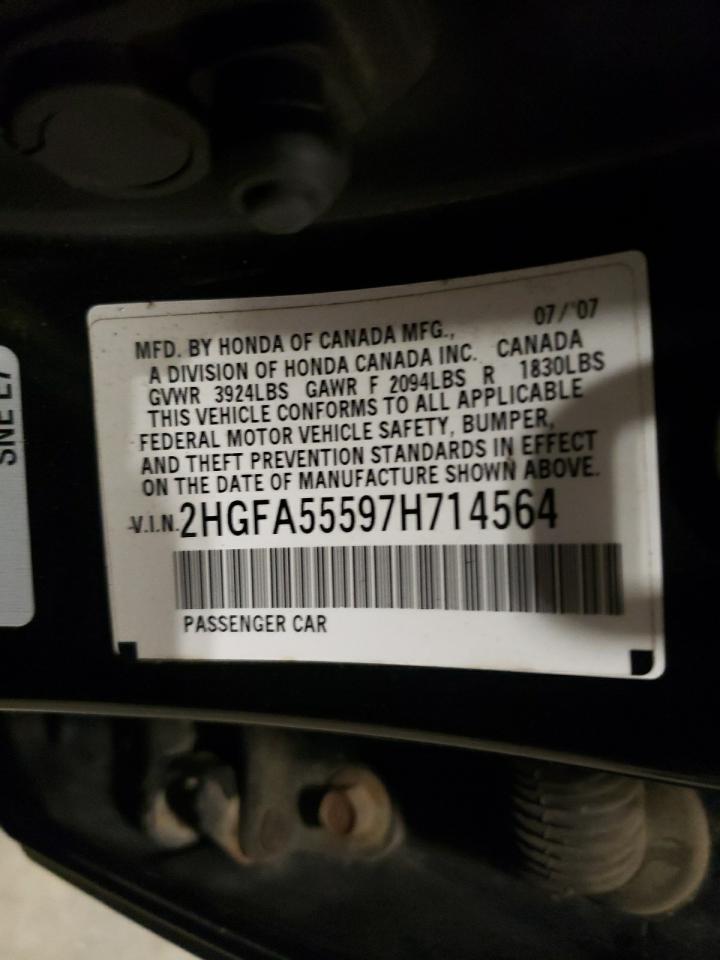 07/'07
MFD. BY HONDA OF CANADA MFG.,
A DIVISION OF HONDA CANADA INC. CANADA
GVWR 3924LBS GAWR F 2094LBS R 1830LBS
THIS VEHICLE CONFORMS TO ALL APPLICABLE
FEDERAL MOTOR VEHICLE SAFETY, BUMPER,
AND THEFT PREVENTION STANDARDS IN EFFECT
ON THE DATE OF MANUFACTURE SHOWN ABOVE.
V.I.N. 2HGFA55597H714564
PASSENGER CAR